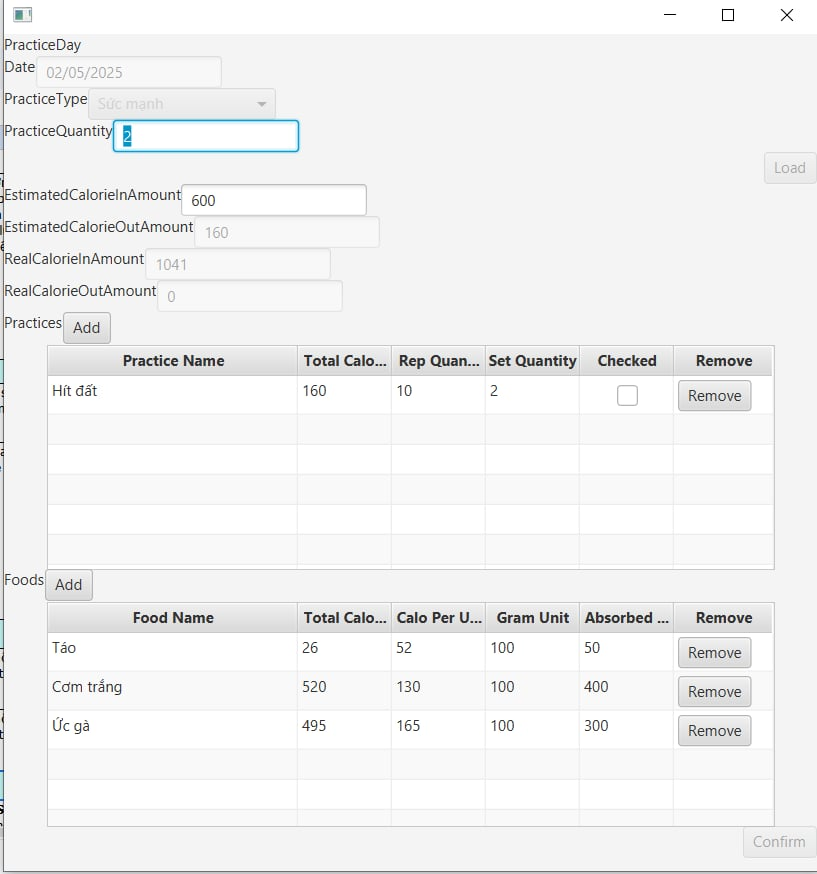 PracticeDay
Date 02/05/2025
PracticeType Sức mạnh
PracticeQuantity 2
Load
EstimatedCalorieInAmount 600
EstimatedCalorieOutAmount 160
RealCalorieInAmount 1041
RealCalorieOutAmount 0
Practices Add
Practice Name Total Calo... Rep Quan... Set Quantity Checked Remove
Hít đất 160 10 2 Remove
Foods Add
Food Name Total Calo... Calo Per U... Gram Unit Absorbed ... Remove
Táo 26 52 100 50 Remove
Cơm trắng 520 130 100 400 Remove
Ức gà 495 165 100 300 Remove
Confirm